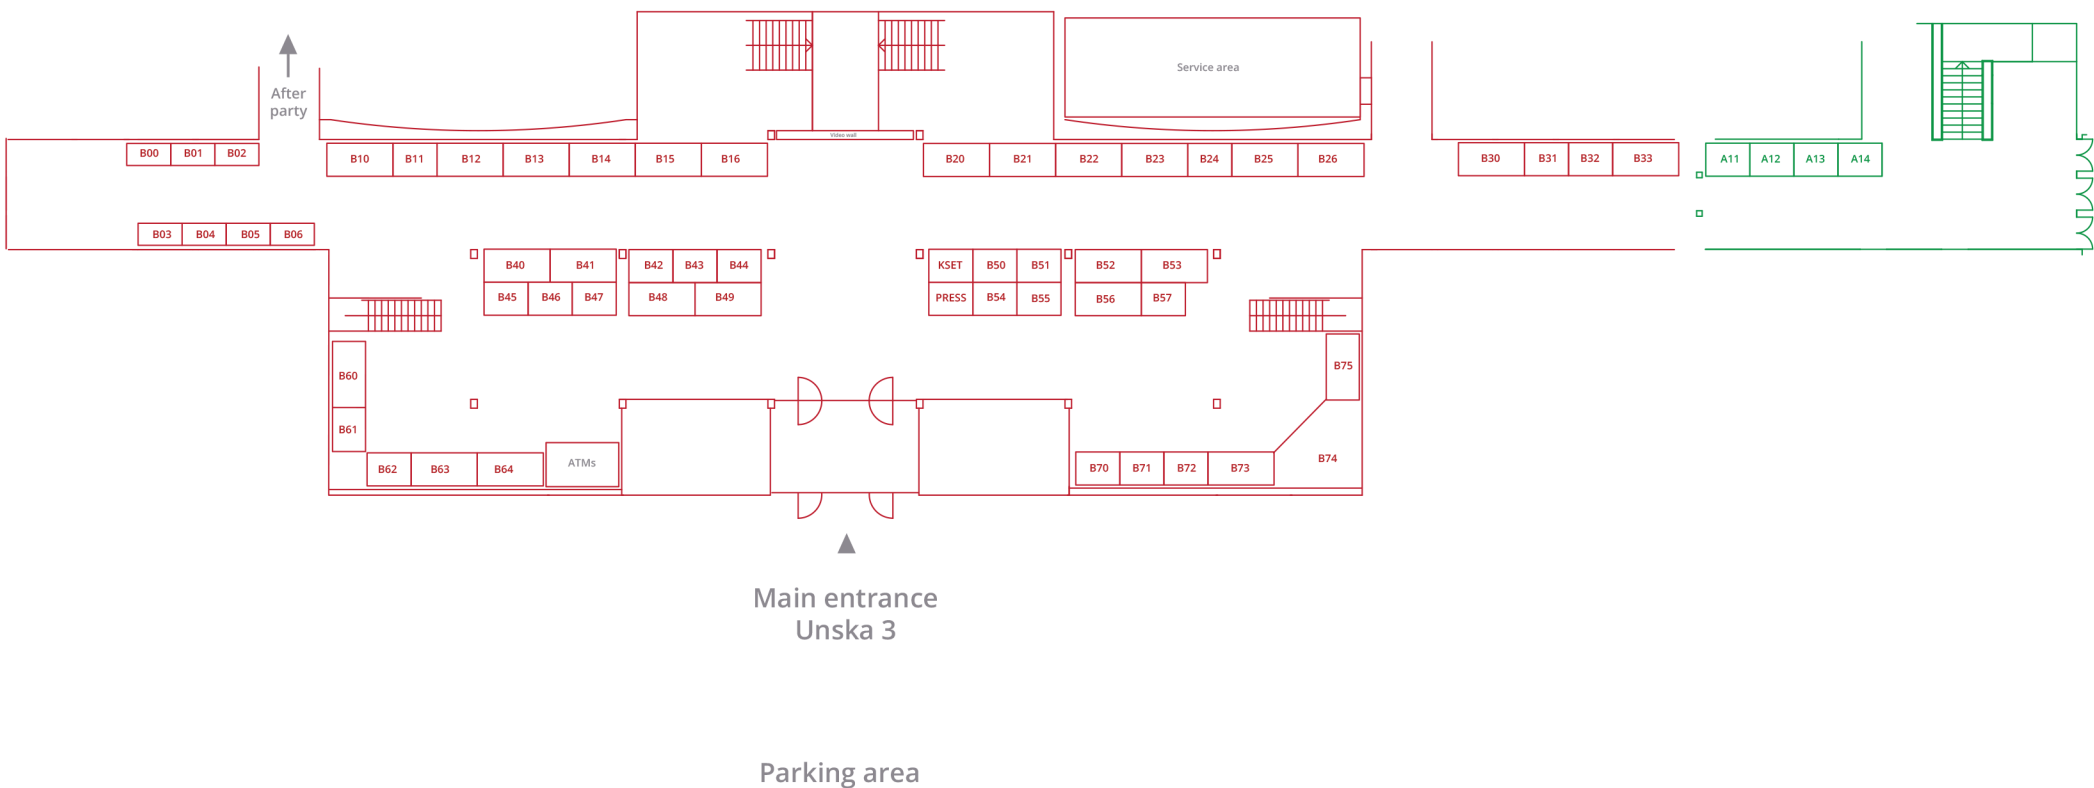 Service area
After
party
Video wall
B00 B01 B02
B10 B11 B12 B13 B14 B15 B16
B20 B21 B22 B23 B24 B25 B26
B30 B31 B32 B33
A11 A12 A13 A14
B03 B04 B05 B06
B40 B41
B42 B43 B44
KSET B50 B51
B52 B53
B45 B46 B47
B48 B49
PRESS B54 B55
B56 B57
B60
B75
B61
B62 B63 B64
ATMs
B70 B71 B72 B73
B74
Main entrance
Unska 3
Parking area